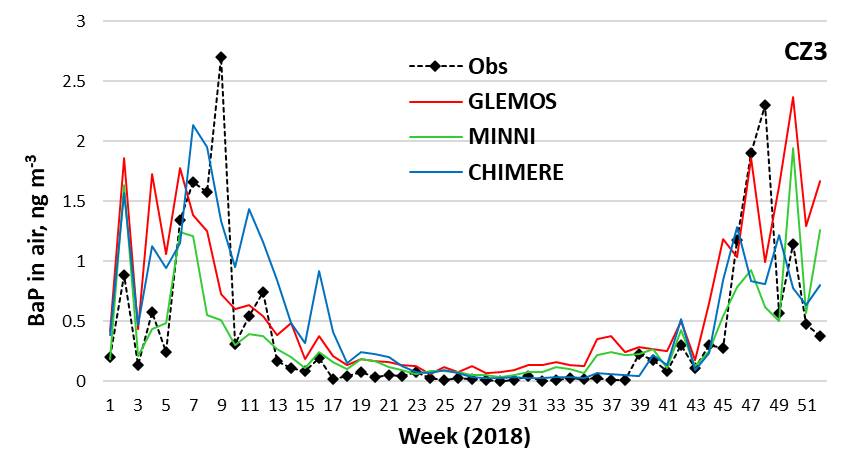 3
CZ3
2.5
Obs
GLEMOS
2
MINNI
CHIMERE
1.5
1
0.5
0
BaP in air, ng m-3
1 3 5 7 9 11 13 15 17 19 21 23 25 27 29 31 33 35 37 39 41 43 45 47 49 51
Week (2018)